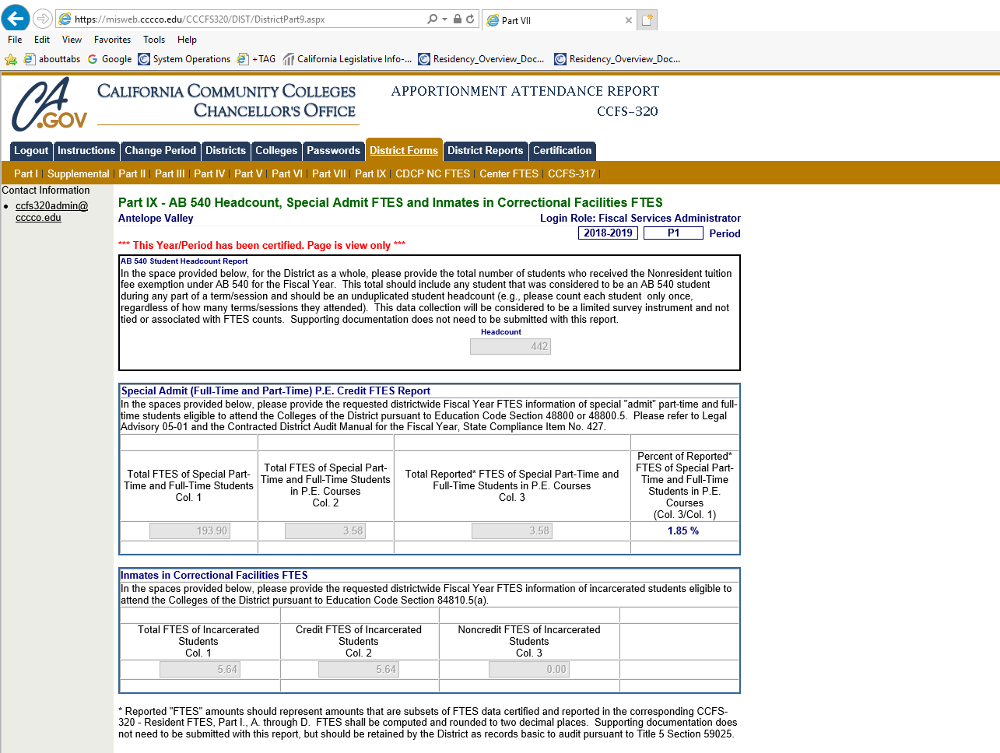 https://misweb.cccco.edu/CCCFS320/DIST/DistrictPart9.aspx
Part VII
File Edit View Favorites Tools Help
abouttabs Google System Operations +TAG California Legislative Info-... Residency_Overview_Doc... Residency_Overview_Doc...
CA.GOV
CALIFORNIA COMMUNITY COLLEGES
CHANCELLOR'S OFFICE
APPORTIONMENT ATTENDANCE REPORT
CCFS-320
Logout Instructions Change Period Districts Colleges Passwords District Forms District Reports Certification
Part I | Supplemental | Part II | Part III | Part IV | Part V | Part VI | Part VII | Part IX | CDCP NC FTES | Center FTES | CCFS-317 |
Contact Information
• ccfs320admin@
cccco.edu
Part IX - AB 540 Headcount, Special Admit FTES and Inmates in Correctional Facilities FTES
Antelope Valley Login Role: Fiscal Services Administrator
2018-2019 P1 Period
*** This Year/Period has been certified. Page is view only ***
AB 540 Student Headcount Report
In the space provided below, for the District as a whole, please provide the total number of students who received the Nonresident tuition
fee exemption under AB 540 for the Fiscal Year. This total should include any student that was considered to be an AB 540 student
during any part of a term/session and should be an unduplicated student headcount (e.g., please count each student only once,
regardless of how many terms/sessions they attended). This data collection will be considered to be a limited survey instrument and not
tied or associated with FTES counts. Supporting documentation does not need to be submitted with this report.
Headcount
442
Special Admit (Full-Time and Part-Time) P.E. Credit FTES Report
In the spaces provided below, please provide the requested districtwide Fiscal Year FTES information of special "admit" part-time and full-
time students eligible to attend the Colleges of the District pursuant to Education Code Section 48800 or 48800.5. Please refer to Legal
Advisory 05-01 and the Contracted District Audit Manual for the Fiscal Year, State Compliance Item No. 427.
Total FTES of Special Part-
Time and Full-Time Students
Col. 1
Total FTES of Special Part-
Time and Full-Time Students
in P.E. Courses
Col. 2
Total Reported* FTES of Special Part-Time and
Full-Time Students in P.E. Courses
Col. 3
Percent of Reported*
FTES of Special Part-
Time and Full-Time
Students in P.E.
Courses
(Col. 3/Col. 1)
193.90 3.58 3.58 1.85 %
Inmates in Correctional Facilities FTES
In the spaces provided below, please provide the requested districtwide Fiscal Year FTES information of incarcerated students eligible to
attend the Colleges of the District pursuant to Education Code Section 84810.5(a).
Total FTES of Incarcerated
Students
Col. 1
Credit FTES of Incarcerated
Students
Col. 2
Noncredit FTES of Incarcerated
Students
Col. 3
5.64 5.64 0.00
* Reported "FTES" amounts should represent amounts that are subsets of FTES data certified and reported in the corresponding CCFS-
320 - Resident FTES, Part I., A. through D. FTES shall be computed and rounded to two decimal places. Supporting documentation does
not need to be submitted with this report, but should be retained by the District as records basic to audit pursuant to Title 5 Section 59025.